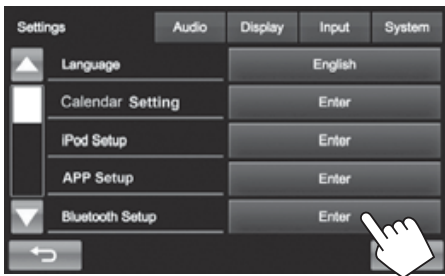 Settings Audio Display Input System
Language English
Calendar Setting Enter
iPod Setup Enter
APP Setup Enter
Bluetooth Setup Enter